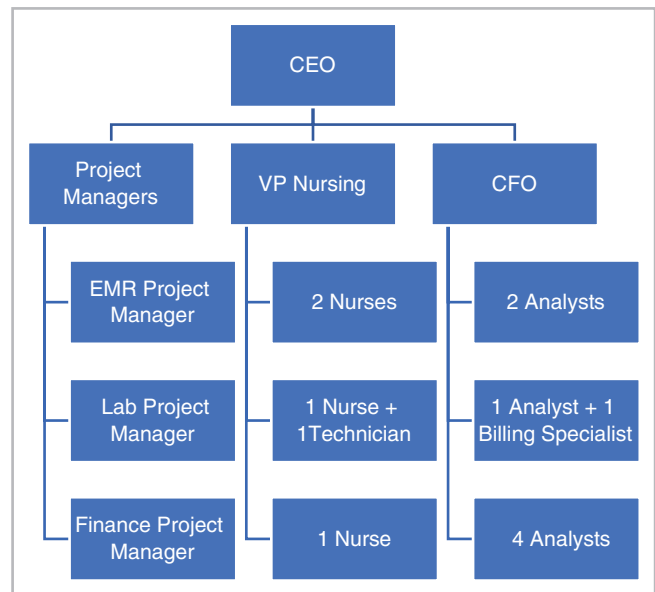 CEO
Project
Managers
VP Nursing
CFO
EMR Project
Manager
2 Nurses
2 Analysts
Lab Project
Manager
1 Nurse +
1Technician
1 Analyst + 1
Billing Specialist
Finance Project
Manager
1 Nurse
4 Analysts